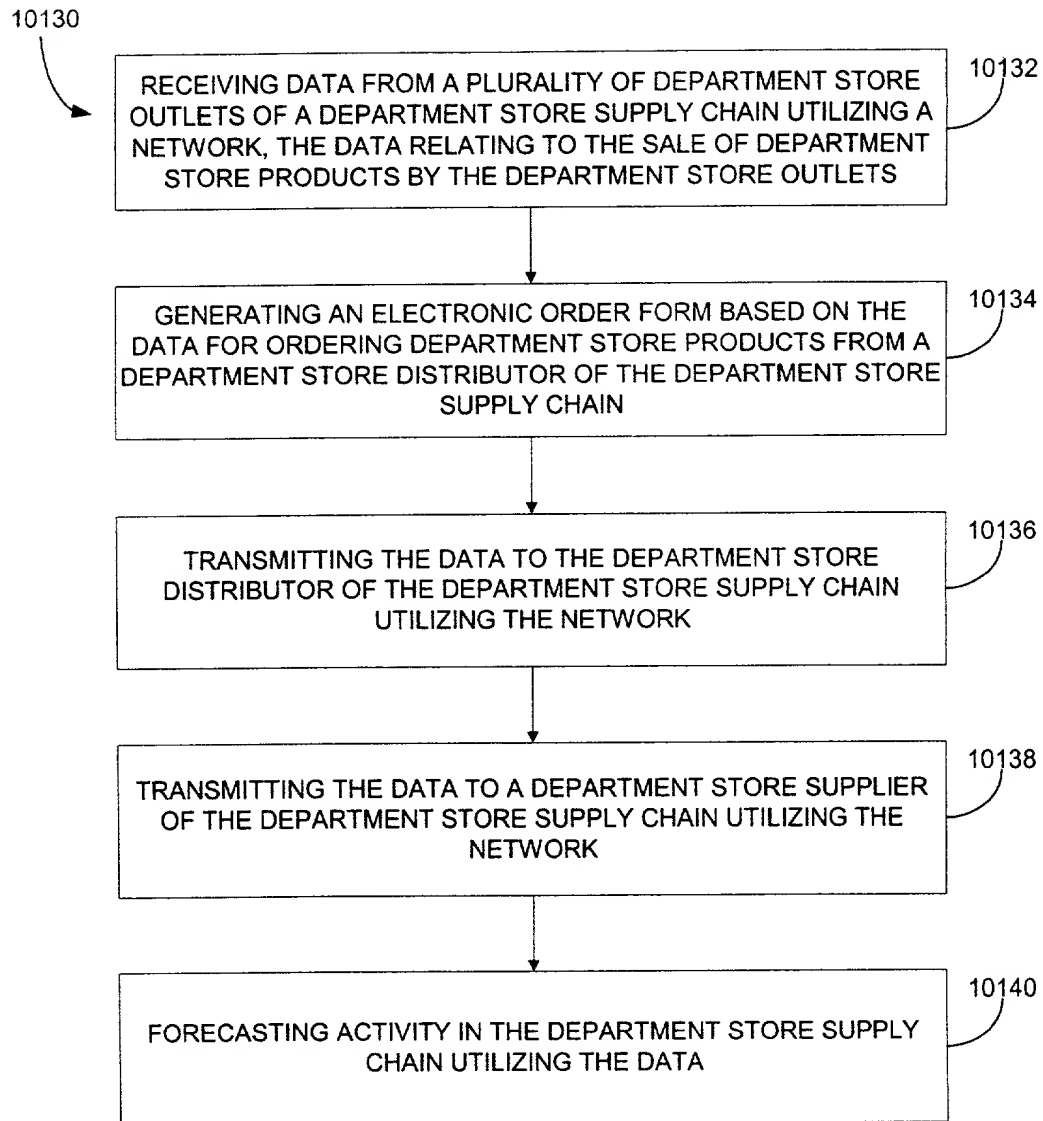 10130
RECEIVING DATA FROM A PLURALITY OF DEPARTMENT STORE
OUTLETS OF A DEPARTMENT STORE SUPPLY CHAIN UTILIZING A
NETWORK, THE DATA RELATING TO THE SALE OF DEPARTMENT
STORE PRODUCTS BY THE DEPARTMENT STORE OUTLETS
10132
GENERATING AN ELECTRONIC ORDER FORM BASED ON THE
DATA FOR ORDERING DEPARTMENT STORE PRODUCTS FROM A
DEPARTMENT STORE DISTRIBUTOR OF THE DEPARTMENT STORE
SUPPLY CHAIN
10134
TRANSMITTING THE DATA TO THE DEPARTMENT STORE
DISTRIBUTOR OF THE DEPARTMENT STORE SUPPLY CHAIN
UTILIZING THE NETWORK
10136
TRANSMITTING THE DATA TO A DEPARTMENT STORE SUPPLIER
OF THE DEPARTMENT STORE SUPPLY CHAIN UTILIZING THE
NETWORK
10138
FORECASTING ACTIVITY IN THE DEPARTMENT STORE SUPPLY
CHAIN UTILIZING THE DATA
10140